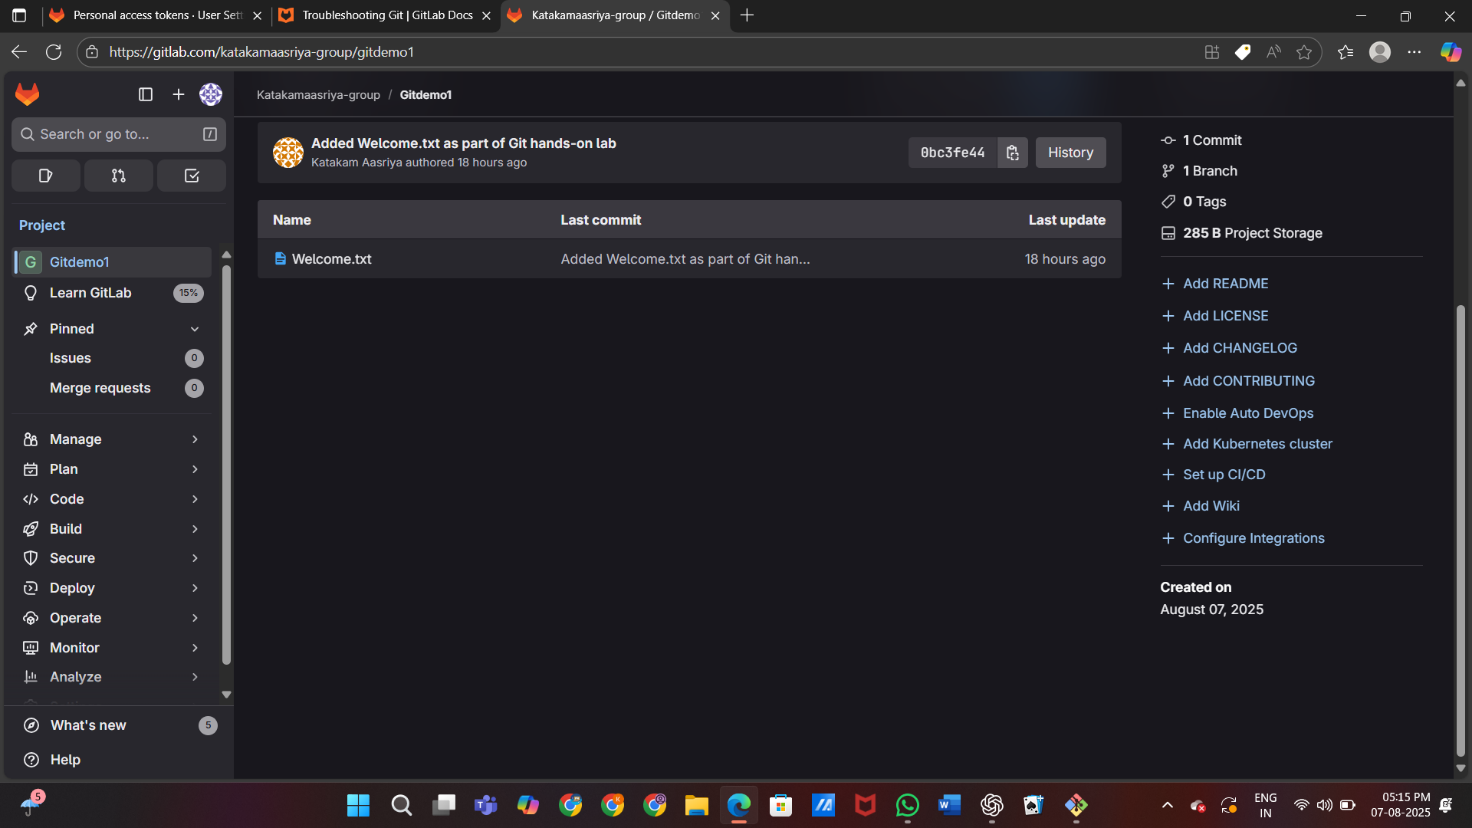 Personal access tokens · User Sett
Troubleshooting Git | GitLab Docs
Katakamaasriya-group / Gitdemo
https://gitlab.com/katakamaasriya-group/gitdemo1
Search or go to...
/
Project
G Gitdemo1
Learn GitLab 15%
Pinned
Issues 0
Merge requests 0
Manage
Plan
Code
Build
Secure
Deploy
Operate
Monitor
Analyze
What's new 5
Help
Katakamaasriya-group / Gitdemo1
Added Welcome.txt as part of Git hands-on lab
Katakam Aasriya authored 18 hours ago
0bc3fe44
History
Name Last commit Last update
Welcome.txt Added Welcome.txt as part of Git han... 18 hours ago
1 Commit
1 Branch
0 Tags
285 B Project Storage
+ Add README
+ Add LICENSE
+ Add CHANGELOG
+ Add CONTRIBUTING
+ Enable Auto DevOps
+ Add Kubernetes cluster
+ Set up CI/CD
+ Add Wiki
+ Configure Integrations
Created on
August 07, 2025
5
ENG
IN
05:15 PM
07-08-2025